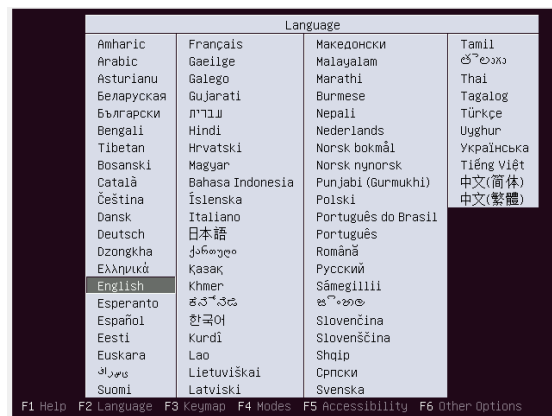 Language
Amharic
Arabic
Asturianu
Беларуская
Български
Bengali
Tibetan
Bosanski
Català
Čeština
Dansk
Deutsch
Dzongkha
Ελληνικά
English
Esperanto
Español
Eesti
Euskara
Suomi
Français
Gaeilge
Galego
Gujarati
עברית
Hindi
Hrvatski
Magyar
Bahasa Indonesia
Íslenska
Italiano
日本語
ქართული
Қазақ
Khmer
한국어
Kurdî
Lao
Lietuviškai
Latviski
Македонски
Malayalam
Marathi
Burmese
Nepali
Nederlands
Norsk bokmål
Norsk nynorsk
Punjabi (Gurmukhi)
Polski
Português do Brasil
Português
Română
Русский
Sámegillii
Slovenčina
Slovenščina
Shqip
Српски
Svenska
Tamil
Thai
Tagalog
Türkçe
Uyghur
Українська
Tiếng Việt
中文(简体)
中文(繁體)
F1 Help F2 Language F3 Keymap F4 Modes F5 Accessibility F6 Other Options